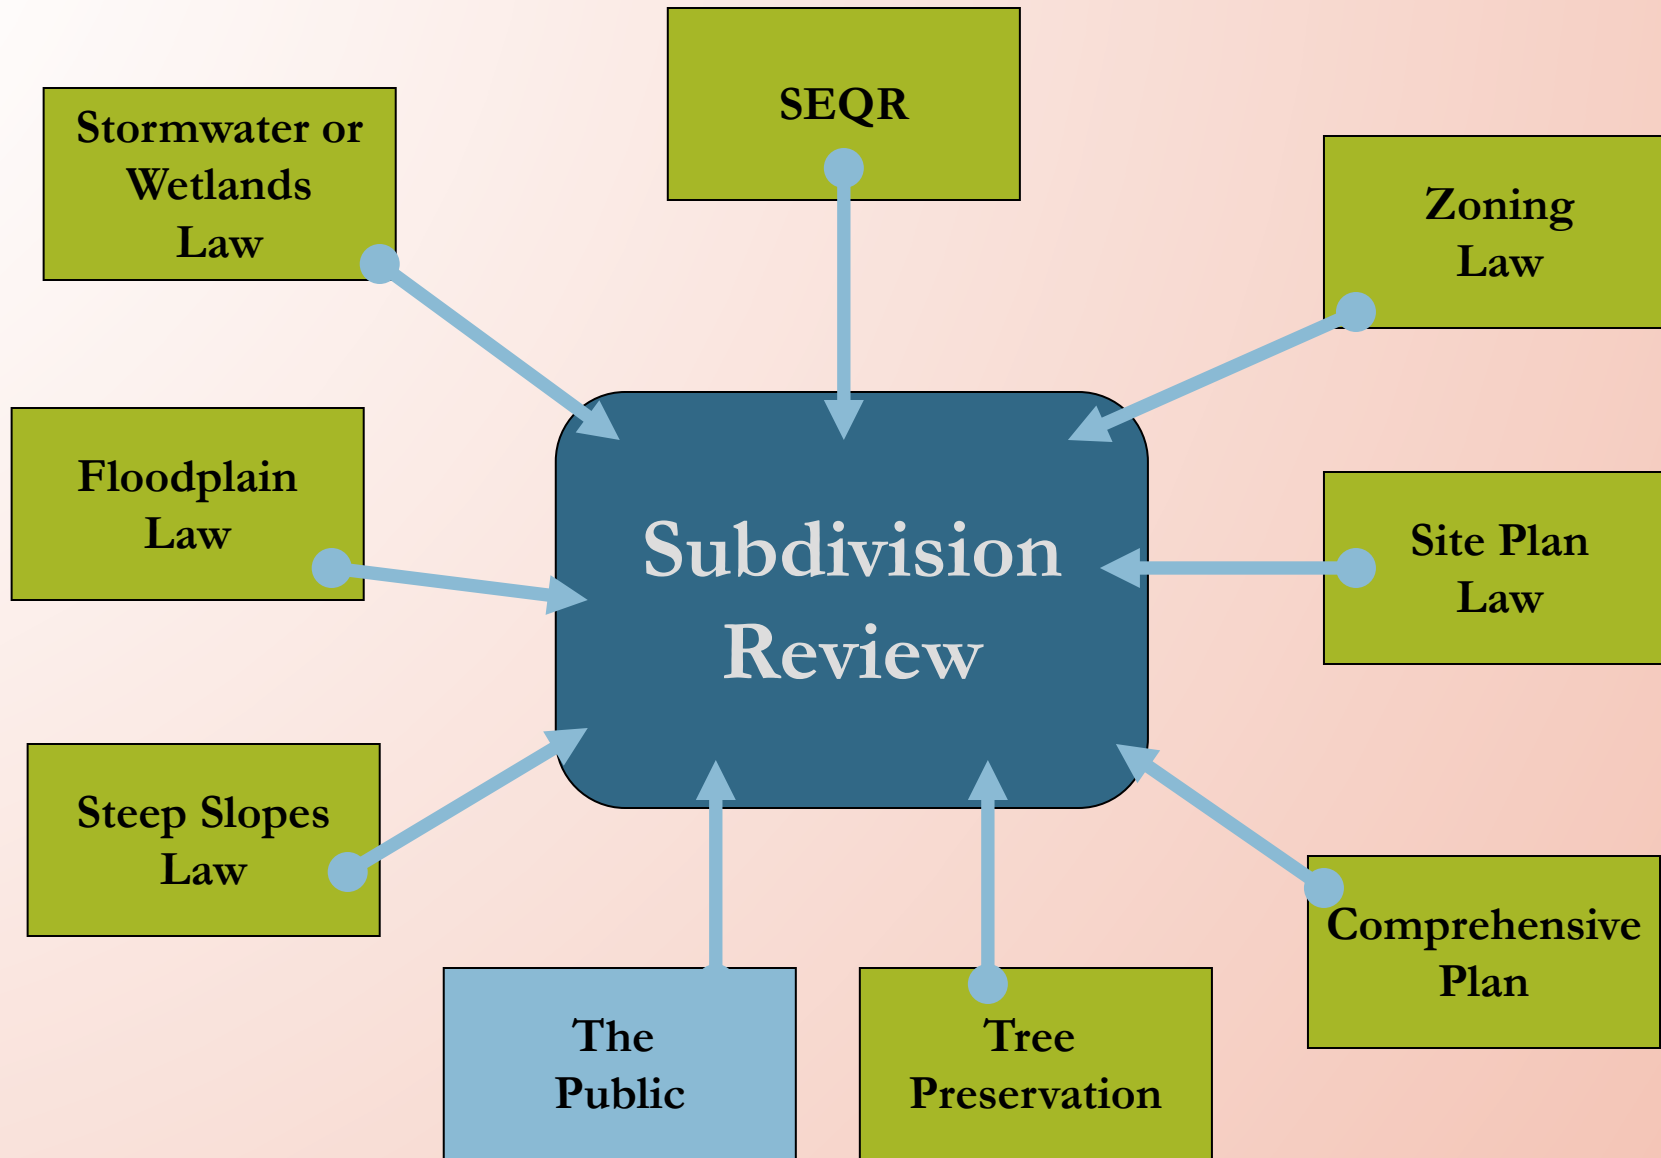 SEQR
Stormwater or
Wetlands
Law
Zoning
Law
Floodplain
Law
Subdivision
Review
Site Plan
Law
Steep Slopes
Law
Comprehensive
Plan
The
Public
Tree
Preservation